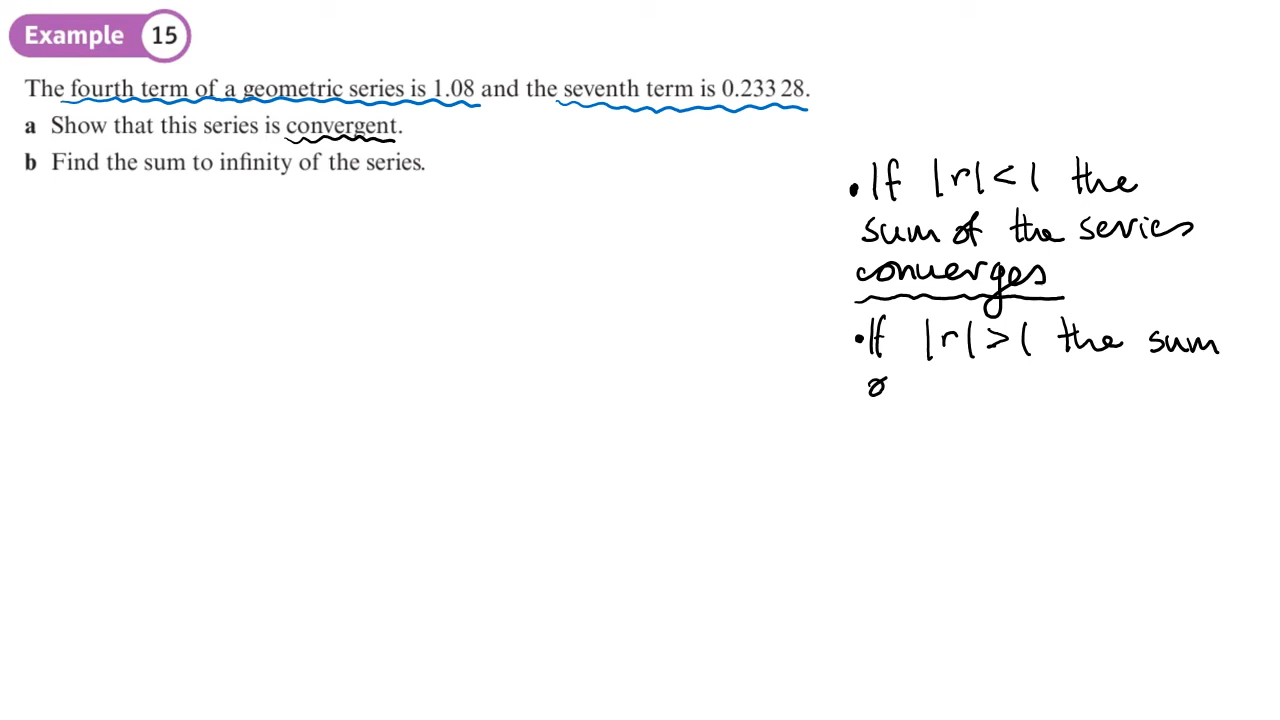 Example 15
The fourth term of a geometric series is 1.08 and the seventh term is 0.233 28.
a Show that this series is convergent.
b Find the sum to infinity of the series.
• If |r| < 1 the
sum of the series
converges
• If |r| > 1 the sum